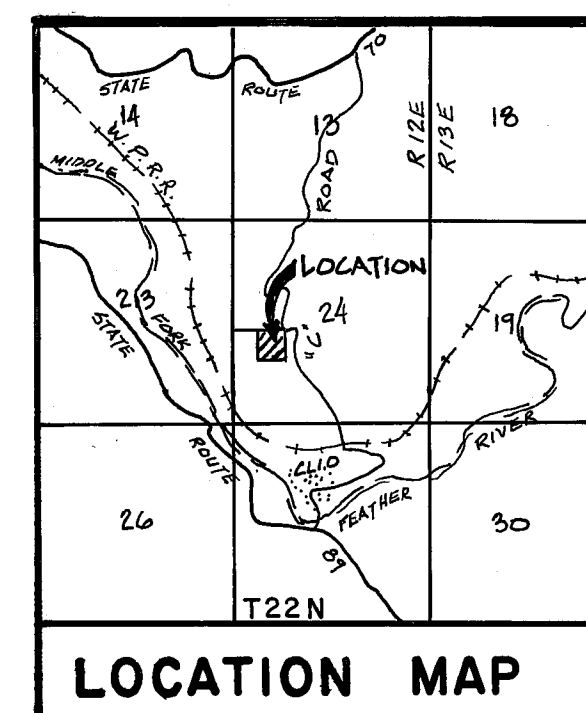 70
STATE ROUTE
14
13
18
W.P.R.R.
R12E
R13E
MIDDLE
ROAD
LOCATION
23
24
FORK
"C"
19
STATE
ROUTE
CLIO
RIVER
FEATHER
26
30
89
T22N
LOCATION MAP